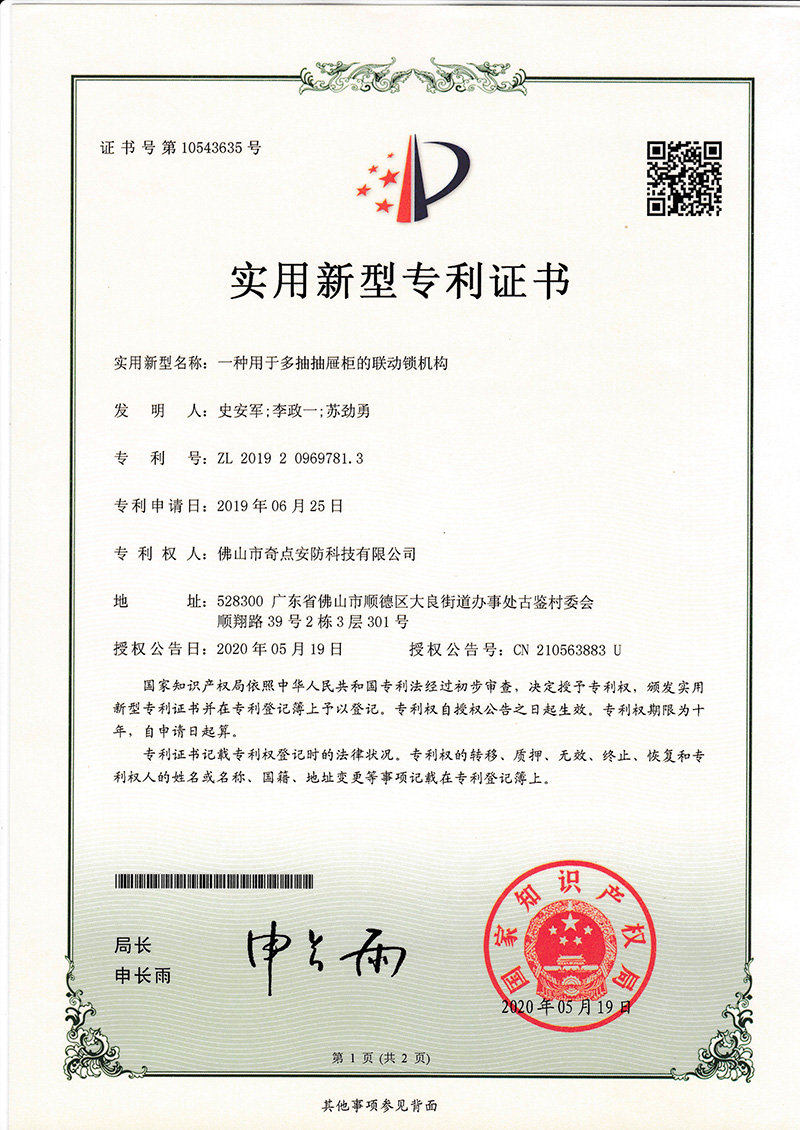 证书号第10543635号
实用新型专利证书
实用新型名称：一种用于多抽抽屉柜的联动锁机构
发明人：史安军;李政一;苏劲勇
专利号：ZL 2019 2 0969781.3
专利申请日：2019年06月25日
专利权人：佛山市奇点安防科技有限公司
地址：528300 广东省佛山市顺德区大良街道办事处古鉴村委会
顺翔路39号2栋3层301号
授权公告日：2020年05月19日 授权公告号：CN 210563883 U
国家知识产权局依照中华人民共和国专利法经过初步审查，决定授予专利权，颁发实用
新型专利证书并在专利登记簿上予以登记。专利权自授权公告之日起生效。专利权期限为十
年，自申请日起算。
专利证书记载专利权登记时的法律状况。专利权的转移、质押、无效、终止、恢复和专
利权人的姓名或名称、国籍、地址变更等事项记载在专利登记簿上。
局长
申长雨
申长雨
国家知识产权局
2020年05月19日
第1页(共2页)
其他事项参见背面